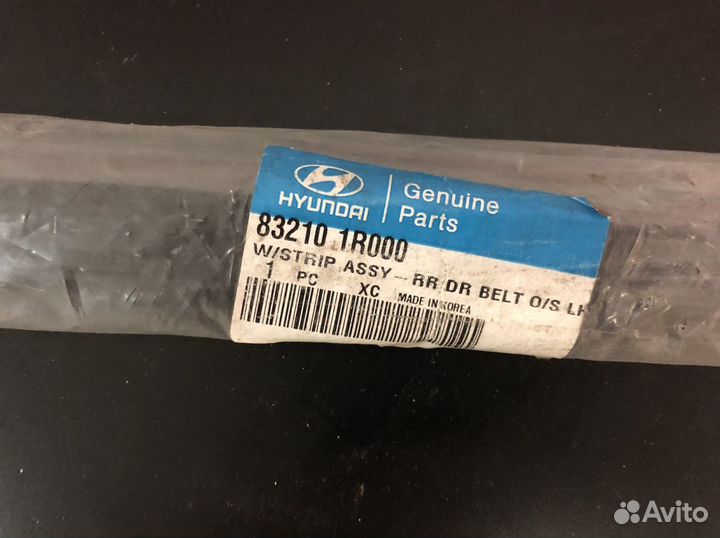 HYUNDAI
Genuine
Parts
83210 1R000
W/STRIP ASSY-RR DR BELT O/S LH
1 PC XC MADE IN KOREA
Avito